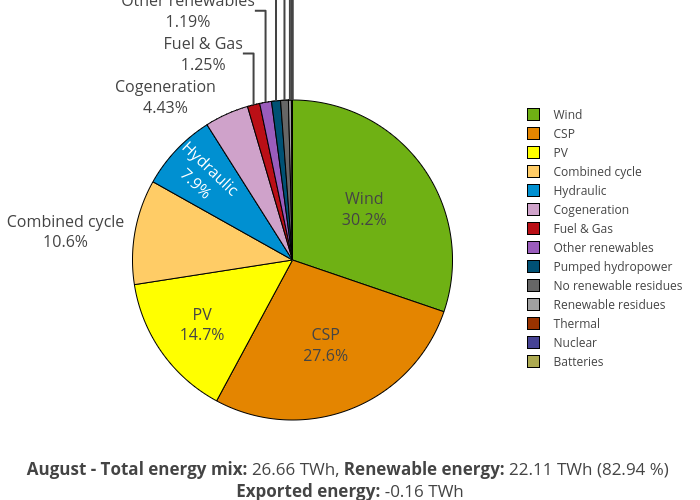 Other renewables
1.19%
Fuel & Gas
1.25%
Cogeneration
4.43%
Hydraulic
7.9%
Wind
30.2%
Combined cycle
10.6%
PV
14.7%
CSP
27.6%
Wind
CSP
PV
Combined cycle
Hydraulic
Cogeneration
Fuel & Gas
Other renewables
Pumped hydropower
No renewable residues
Renewable residues
Thermal
Nuclear
Batteries
August - Total energy mix: 26.66 TWh, Renewable energy: 22.11 TWh (82.94 %)
Exported energy: -0.16 TWh